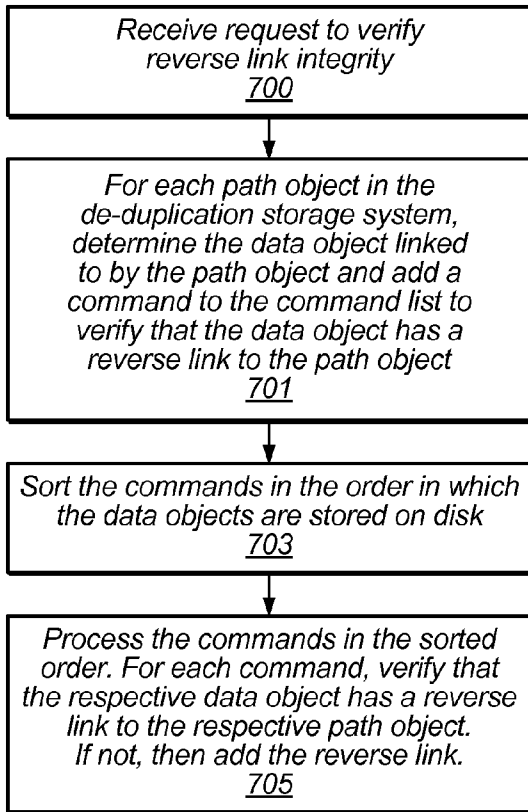 Receive request to verify
reverse link integrity
700
For each path object in the
de-duplication storage system,
determine the data object linked
to by the path object and add a
command to the command list to
verify that the data object has a
reverse link to the path object
701
Sort the commands in the order in which
the data objects are stored on disk
703
Process the commands in the sorted
order. For each command, verify that
the respective data object has a reverse
link to the respective path object.
If not, then add the reverse link.
705